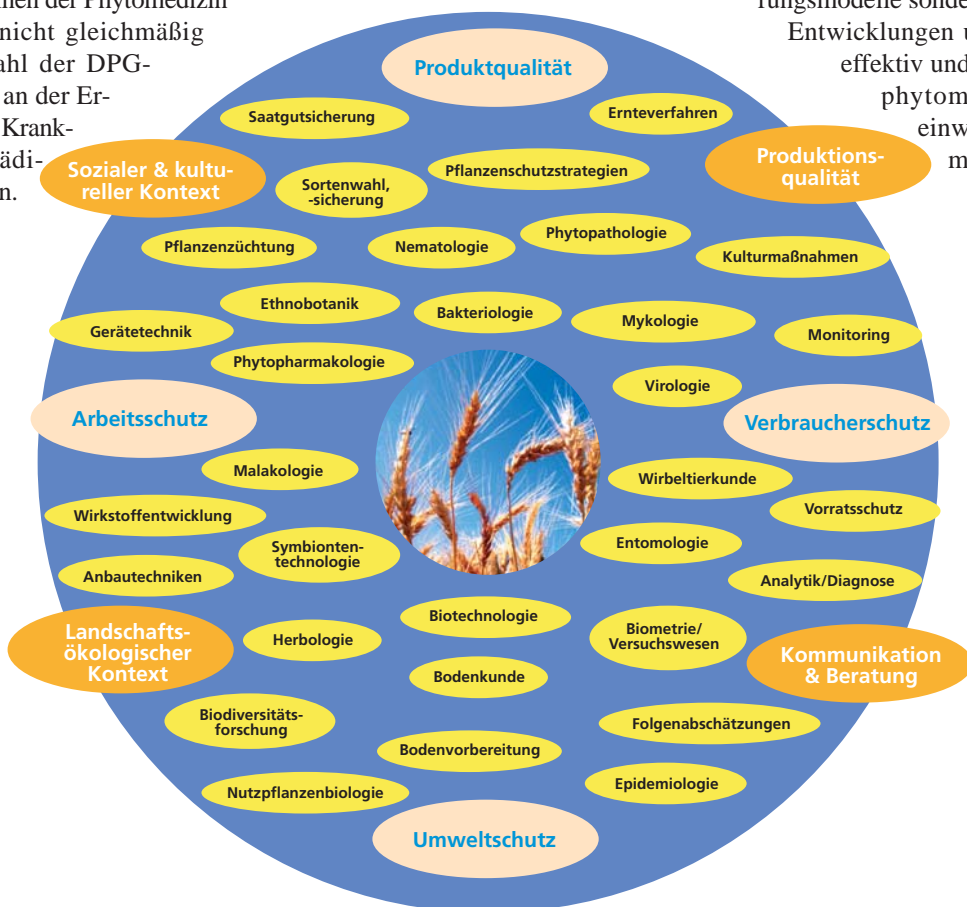 men der Phytomedizin
nicht gleichmäßig
ahl der DPG-
an der Er-
Krank-
ädi-
n.
rungsmodelle sonde
Entwicklungen u
effektiv und
phytom
einw
m
Produktqualität
Saatgutsicherung
Ernteverfahren
Sozialer & kultu-
reller Kontext
Sortenwahl,
-sicherung
Pflanzenschutzstrategien
Produktions-
qualität
Pflanzenzüchtung
Nematologie
Phytopathologie
Kulturmaßnahmen
Ethnobotanik
Bakteriologie
Mykologie
Gerätetechnik
Monitoring
Phytopharmakologie
Virologie
Arbeitsschutz
Verbraucherschutz
Malakologie
Wirbeltierkunde
Wirkstoffentwicklung
Vorratsschutz
Symbionten-
technologie
Entomologie
Anbautechniken
Analytik/Diagnose
Biotechnologie
Landschafts-
ökologischer
Kontext
Herbologie
Biometrie/
Versuchswesen
Kommunikation
& Beratung
Bodenkunde
Biodiversitäts-
forschung
Folgenabschätzungen
Bodenvorbereitung
Nutzpflanzenbiologie
Epidemiologie
Umweltschutz